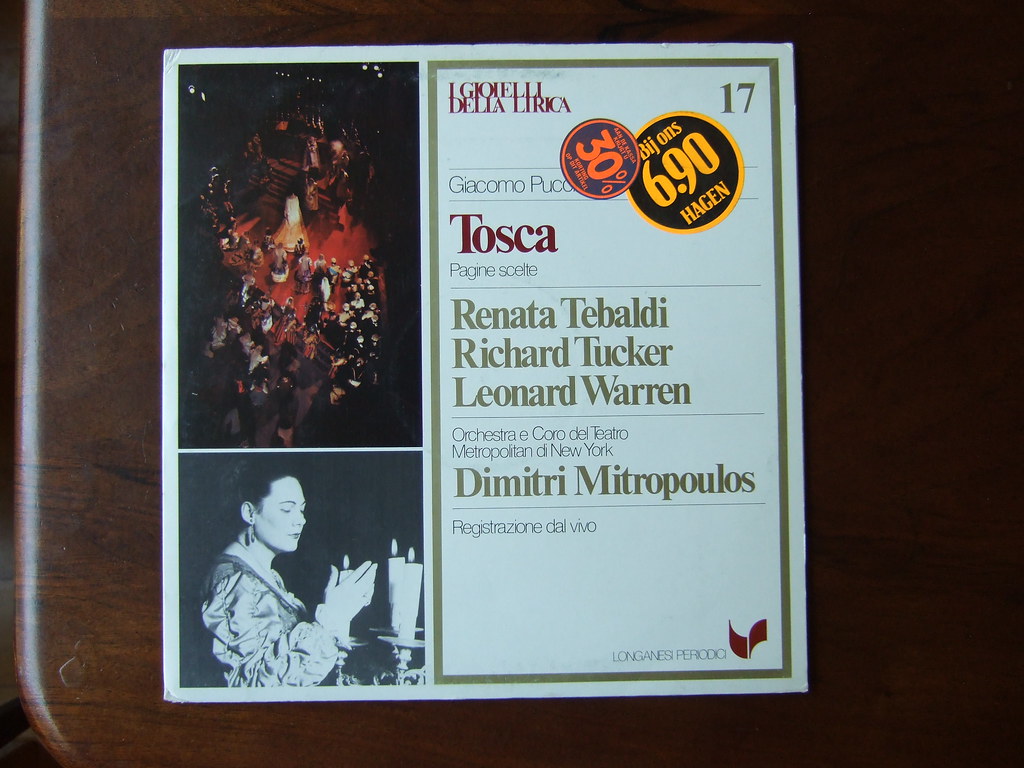 I GIOIELLI
DELLA LIRICA
17
30%
Bij ons
6.90
HAGEN
Giacomo Pucc
Tosca
Pagine scelte
Renata Tebaldi
Richard Tucker
Leonard Warren
Orchestra e Coro del Teatro
Metropolitan di New York
Dimitri Mitropoulos
Registrazione dal vivo
LONGANESI PERIODICI